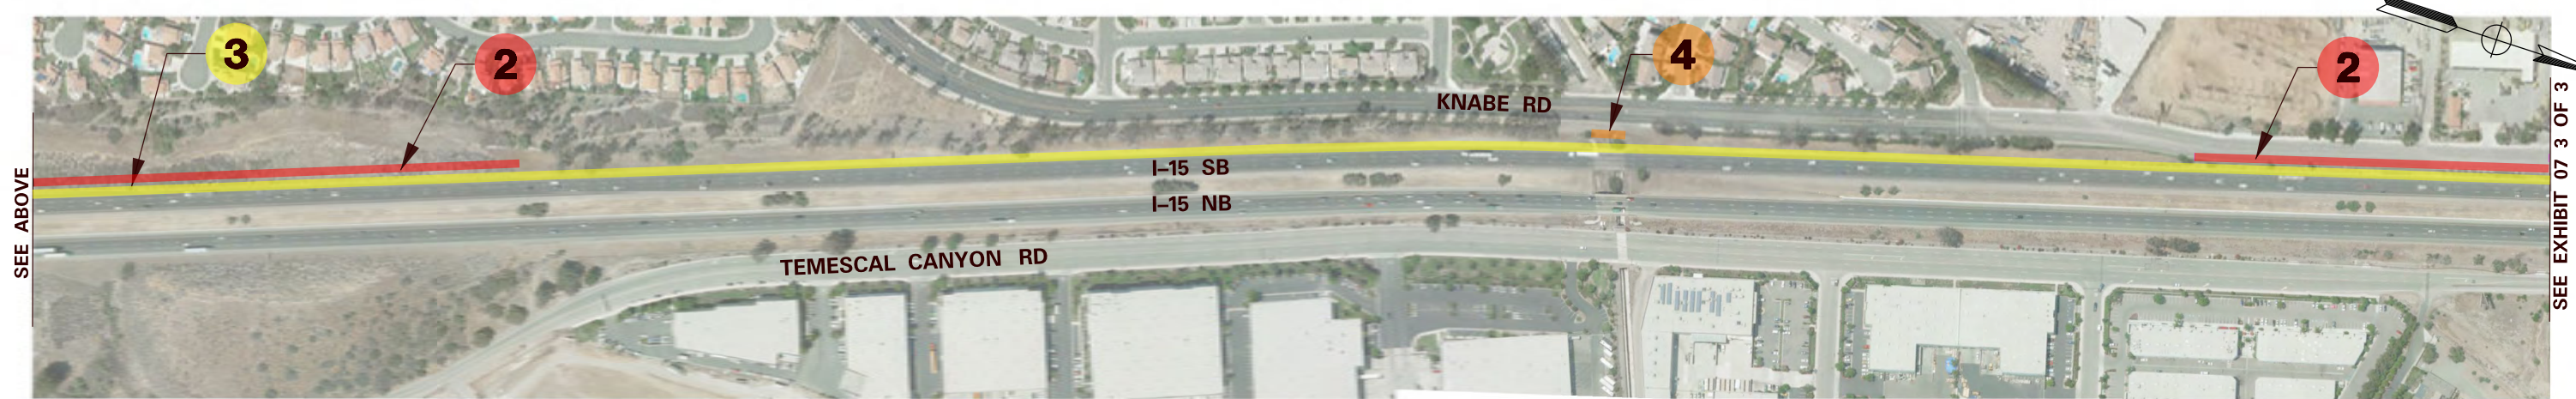 3
2
4
2
KNABE RD
I-15 SB
I-15 NB
TEMESCAL CANYON RD
SEE ABOVE
SEE EXHIBIT 07 3 OF 3